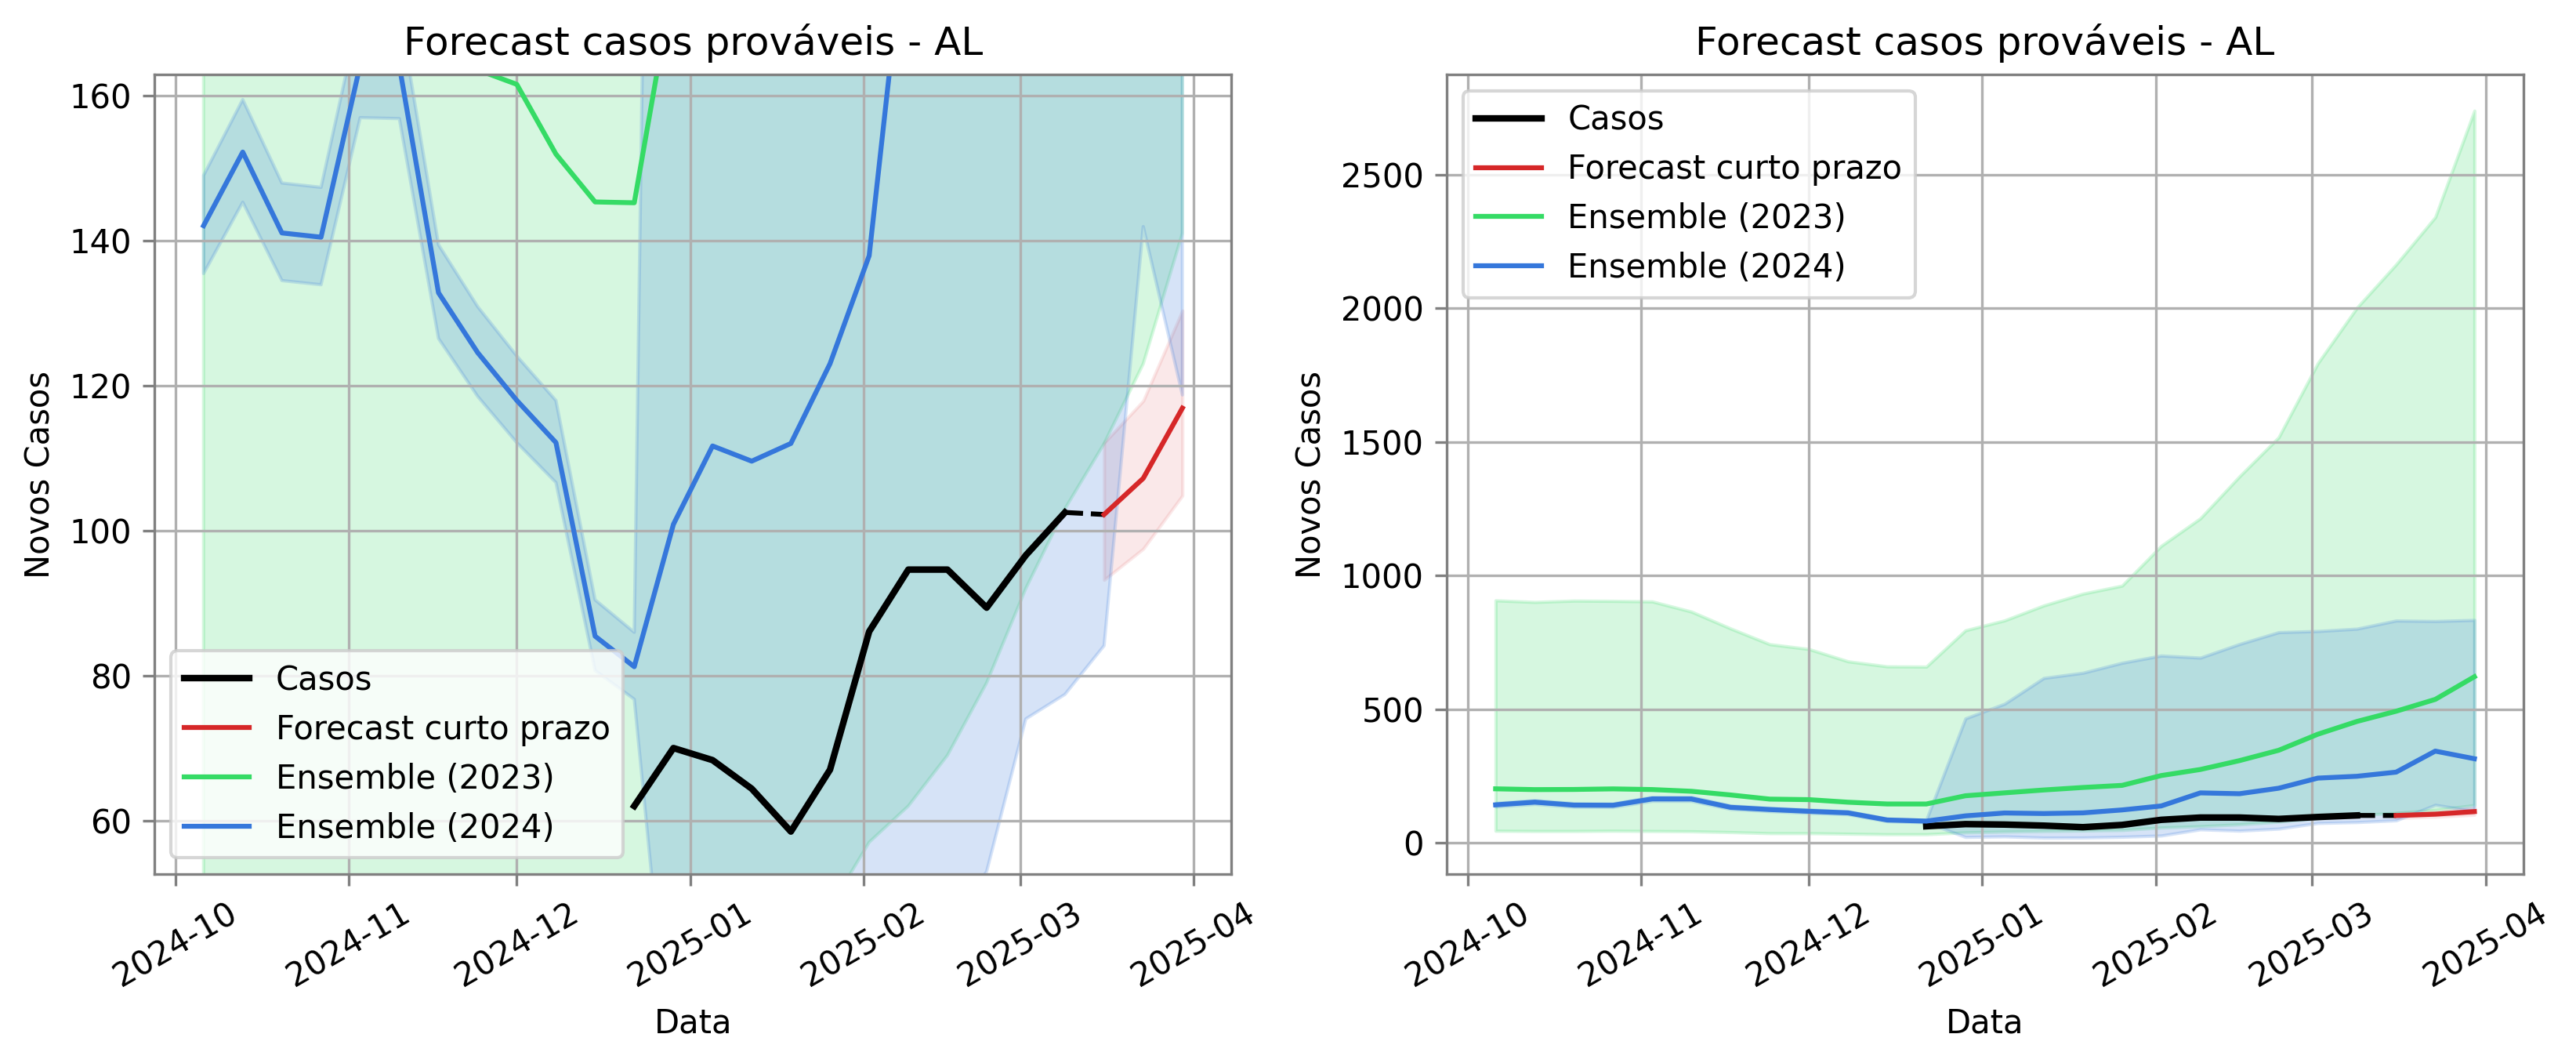 Forecast casos prováveis - AL
Novos Casos
160
140
120
100
80
60
Casos
Forecast curto prazo
Ensemble (2023)
Ensemble (2024)
2024-10
2024-11
2024-12
2025-01
2025-02
2025-03
2025-04
Data
Forecast casos prováveis - AL
Novos Casos
2500
2000
1500
1000
500
0
Casos
Forecast curto prazo
Ensemble (2023)
Ensemble (2024)
2024-10
2024-11
2024-12
2025-01
2025-02
2025-03
2025-04
Data